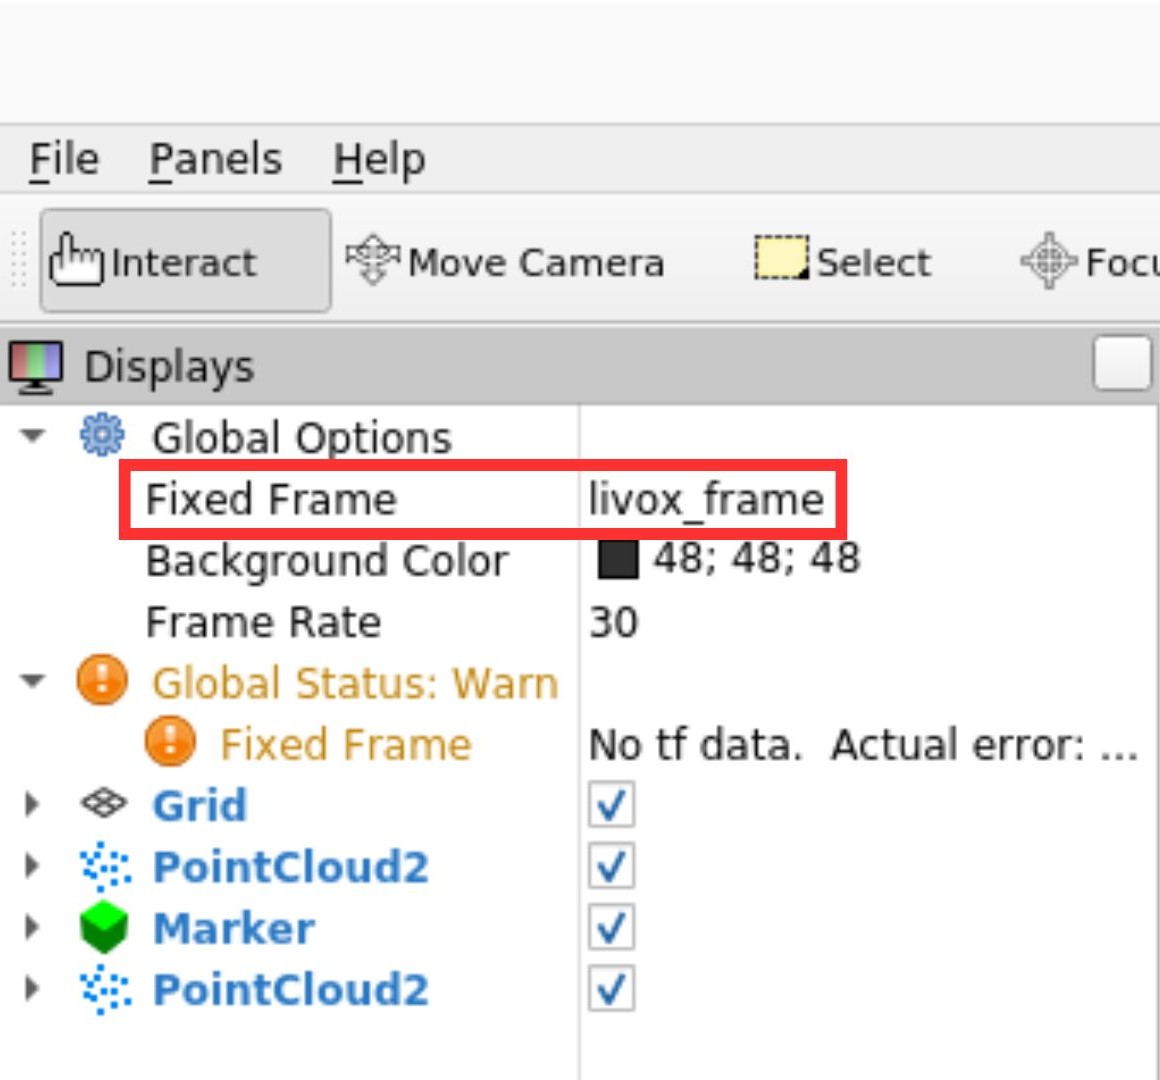 File Panels Help
Interact Move Camera Select Focu
Displays
Global Options
Fixed Frame livox_frame
Background Color 48; 48; 48
Frame Rate 30
Global Status: Warn
Fixed Frame No tf data.  Actual error: ...
Grid
PointCloud2
Marker
PointCloud2